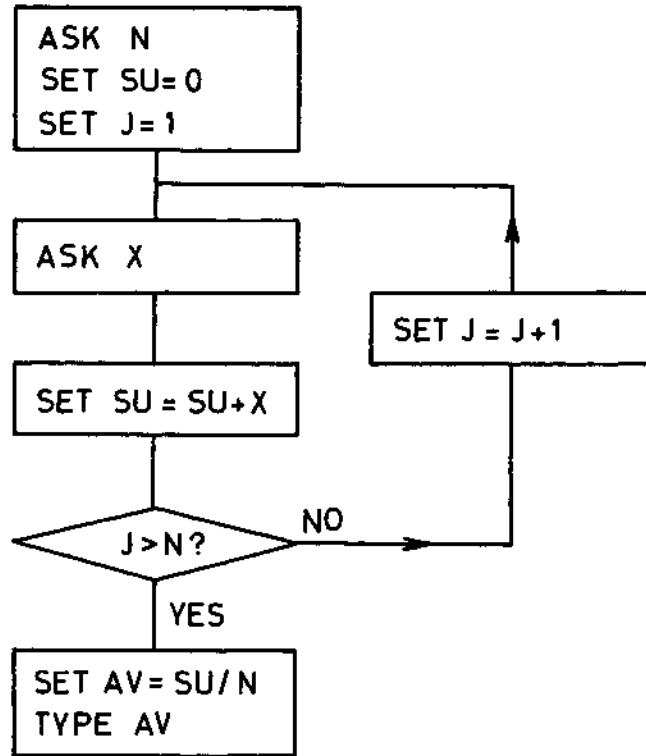 ASK N
SET SU=0
SET J=1
ASK X
SET J=J+1
SET SU=SU+X
J>N?
NO
YES
SET AV=SU/N
TYPE AV